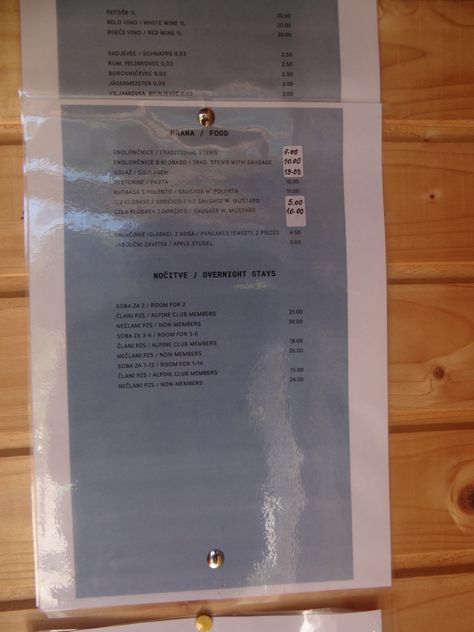 REFOŠK 1L 20.00
BELO VINO / WHITE WINE 1L 20.00
RDEČE VINO / RED WINE 1L 20.00
SADJEVEC / SCHNAPPS 0,03 2.50
RUM, PELINKOVEC 0,03 2.50
BOROVNIČEVEC 0,03 2.50
JÄGERMEISTER 0,03 2.50
VILJAMOVKA, BRINJEVEC 0,03 3.00
HRANA / FOOD
ENOLONČNICE / TRADITIONAL STEWS 7.00
ENOLONČNICE S KLOBASO / TRAD. STEWS WITH SAUSAGE 10.00
GOLAŽ / GOULASCH 13.00
TESTENINE / PASTA 10.00
KLOBASA S POLENTO / SAUSAGE W. POLENTA 11.00
1/2 KLOBASE Z GORČICO / 1/2 SAUSAGE W. MUSTARD 5.00
CELA KLOBASA Z GORČICO / SAUSAGE W. MUSTARD 10.00
PALAČINKE (SLADKE), 2 KOSA / PANCAKES (SWEET), 2 PIECES 4.50
JABOLČNI ZAVITEK / APPLE STUDEL 5.00
NOČITVE / OVERNIGHT STAYS
SOBA ZA 2 / ROOM FOR 2
ČLANI PZS / ALPINE CLUB MEMBERS 21.00
NEČLANI PZS / NON-MEMBERS 30.00
SOBA ZA 3-6 / ROOM FOR 3-6
ČLANI PZS / ALPINE CLUB MEMBERS 18.00
NEČLANI PZS / NON-MEMBERS 26.00
SOBA ZA 7-12 / ROOM FOR 1-14
ČLANI PZS / ALPINE CLUB MEMBERS 15.00
NEČLANI PZS / NON-MEMBERS 24.00